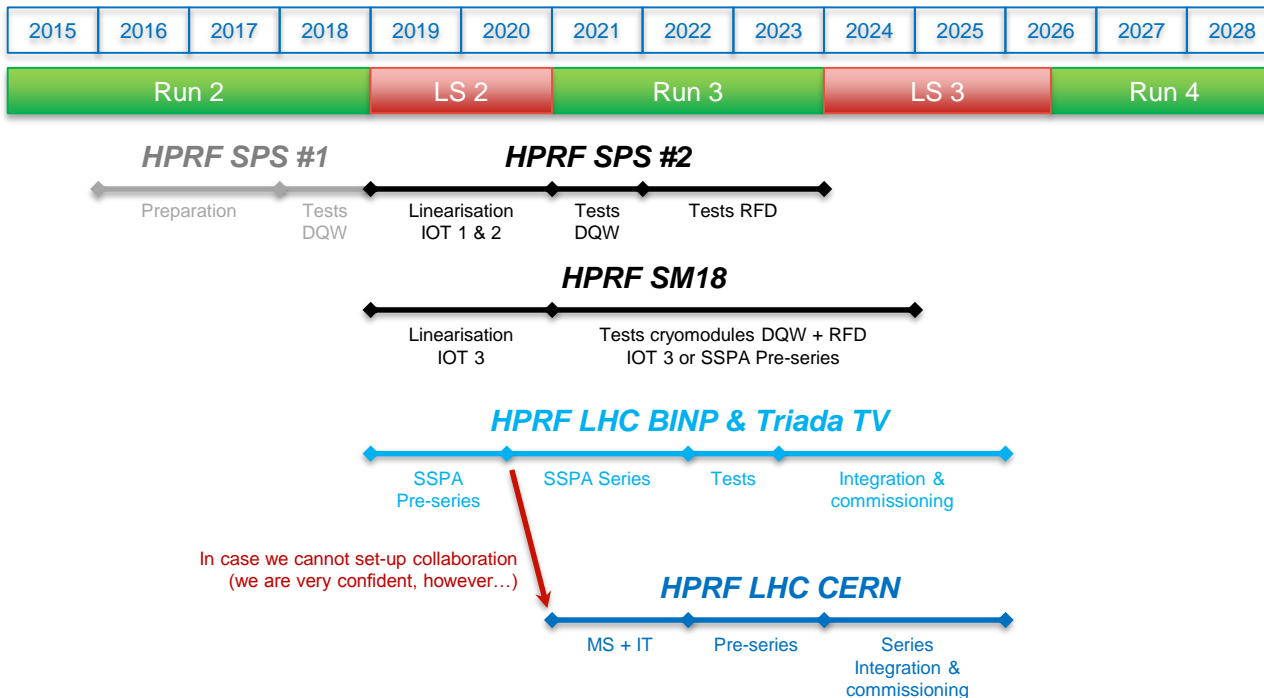 2015 2016 2017 2018 2019 2020 2021 2022 2023 2024 2025 2026 2027 2028
Run 2 LS 2 Run 3 LS 3 Run 4
HPRF SPS #1 HPRF SPS #2
Preparation Tests Linearisation Tests Tests RFD
DQW IOT 1 & 2 DQW
HPRF SM18
Linearisation Tests cryomodules DQW + RFD
IOT 3 IOT 3 or SSPA Pre-series
HPRF LHC BINP & Triada TV
SSPA SSPA Series Tests Integration &
Pre-series commissioning
In case we cannot set-up collaboration
(we are very confident, however…)
HPRF LHC CERN
MS + IT Pre-series Series
Integration &
commissioning